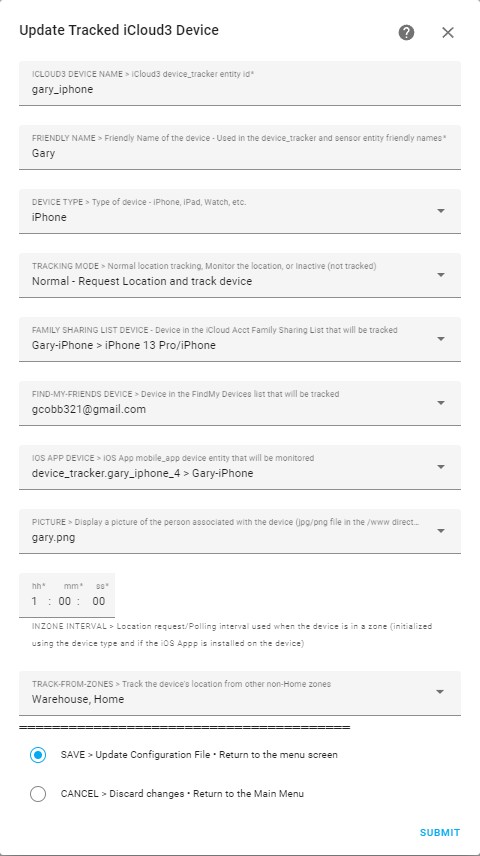 Update Tracked iCloud3 Device
ICLOUD3 DEVICE NAME > iCloud3 device_tracker entity id*
gary_iphone
FRIENDLY NAME > Friendly Name of the device - Used in the device_tracker and sensor entity friendly names*
Gary
DEVICE TYPE > Type of device - iPhone, iPad, Watch, etc.
iPhone
TRACKING MODE > Normal location tracking, Monitor the location, or Inactive (not tracked)
Normal - Request Location and track device
FAMILY SHARING LIST DEVICE - Device in the iCloud Acct Family Sharing List that will be tracked
Gary-iPhone > iPhone 13 Pro/iPhone
FIND-MY-FRIENDS DEVICE > Device in the FindMy Devices list that will be tracked
gcobb321@gmail.com
IOS APP DEVICE > iOS App mobile_app device entity that will be monitored
device_tracker.gary_iphone_4 > Gary-iPhone
PICTURE > Display a picture of the person associated with the device (jpg/png file in the /www direct...
gary.png
hh* mm* ss*
1 : 00 : 00
INZONE INTERVAL > Location request/Polling interval used when the device is in a zone (initialized
using the device type and if the iOS Appp is installed on the device)
TRACK-FROM-ZONES > Track the device's location from other non-Home zones
Warehouse, Home
SAVE > Update Configuration File • Return to the menu screen
CANCEL > Discard changes • Return to the Main Menu
SUBMIT